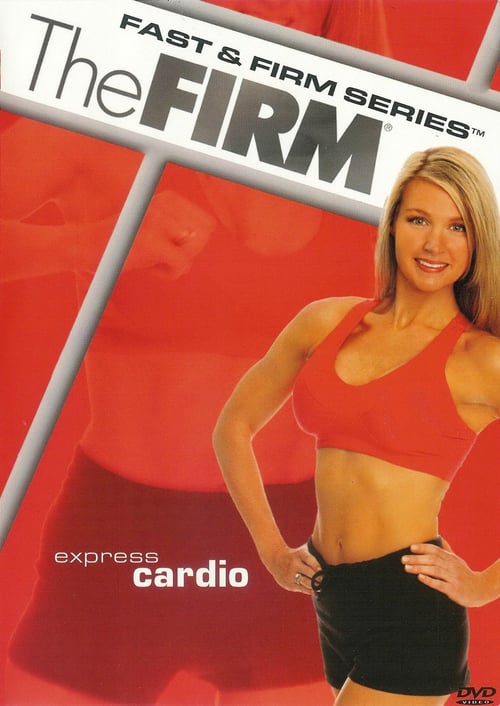 FAST & FIRM SERIES™
The FIRM®
express
cardio
DVD
VIDEO